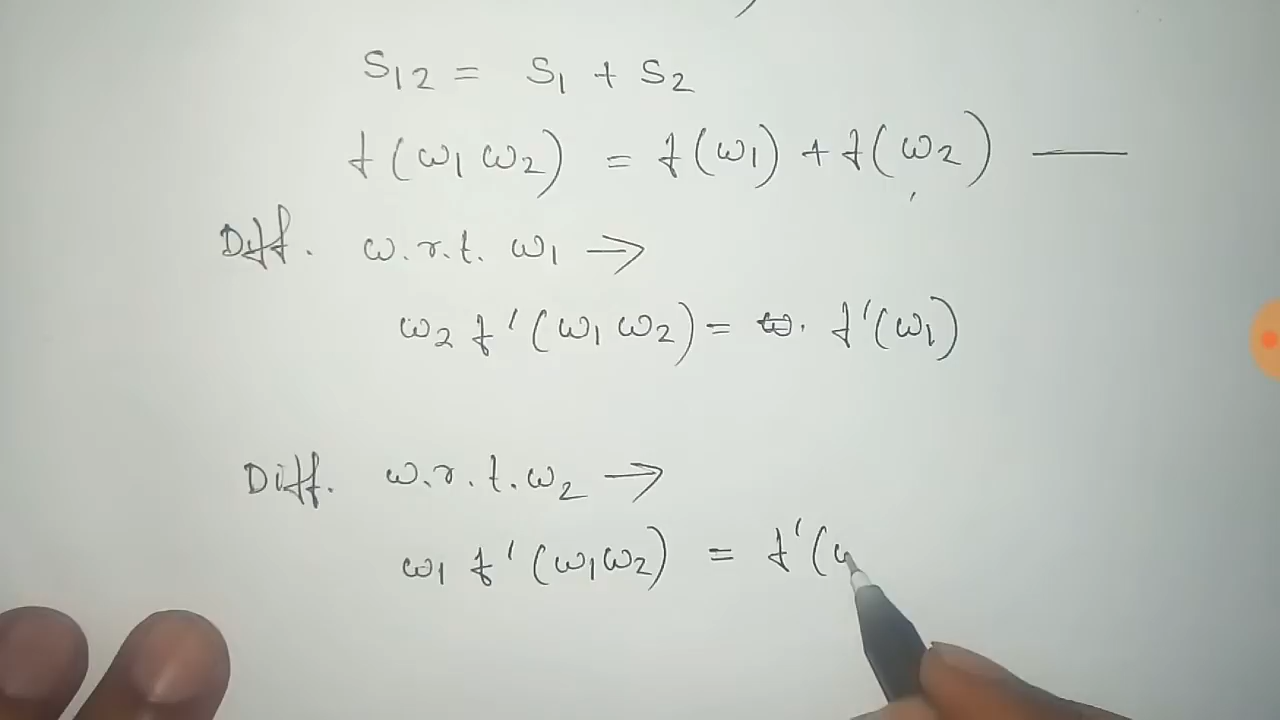 S₁₂ = S₁ + S₂
f(ω₁ ω₂) = f(ω₁) + f(ω₂) —
Diff. w.r.t. ω₁ →
ω₂ f'(ω₁ ω₂) = . f'(ω₁)
Diff. w.r.t. ω₂ →
ω₁ f'(ω₁ω₂) = f'(